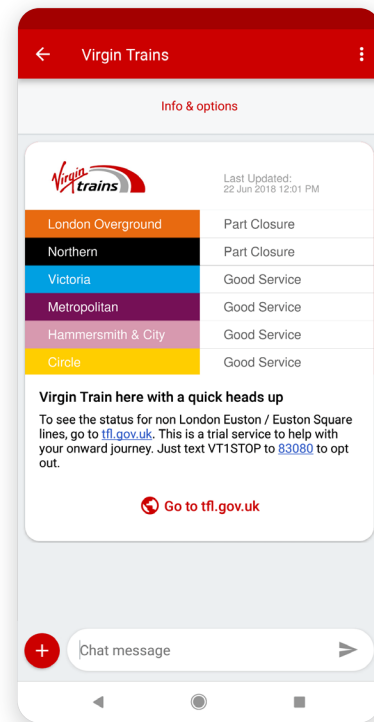 Virgin Trains
Info & options
Virgin trains
Last Updated:
22 Jun 2018 12:01 PM
London Overground Part Closure
Northern Part Closure
Victoria Good Service
Metropolitan Good Service
Hammersmith & City Good Service
Circle Good Service
Virgin Train here with a quick heads up
To see the status for non London Euston / Euston Square
lines, go to tfl.gov.uk. This is a trial service to help with
your onward journey. Just text VT1STOP to 83080 to opt
out.
Go to tfl.gov.uk
Chat message